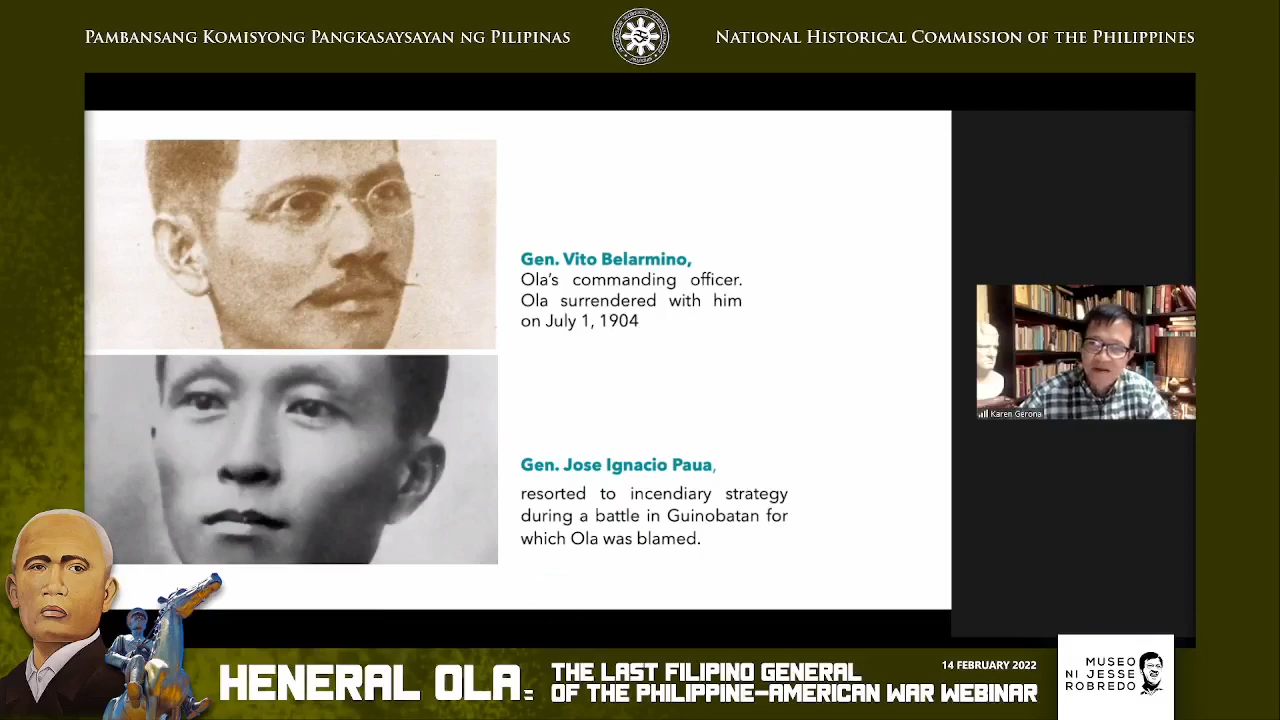 PAMBANSANG KOMISYONG PANGKASAYSAYAN NG PILIPINAS
NATIONAL HISTORICAL COMMISSION OF THE PHILIPPINES
Gen. Vito Belarmino,
Ola's commanding officer.
Ola surrendered with him
on July 1, 1904
Karen Gerona
Gen. Jose Ignacio Paua,
resorted to incendiary strategy
during a battle in Guinobatan for
which Ola was blamed.
HENERAL OLA:
THE LAST FILIPINO GENERAL
OF THE PHILIPPINE-AMERICAN WAR WEBINAR
14 FEBRUARY 2022
MUSEO
NI JESSE
ROBREDO